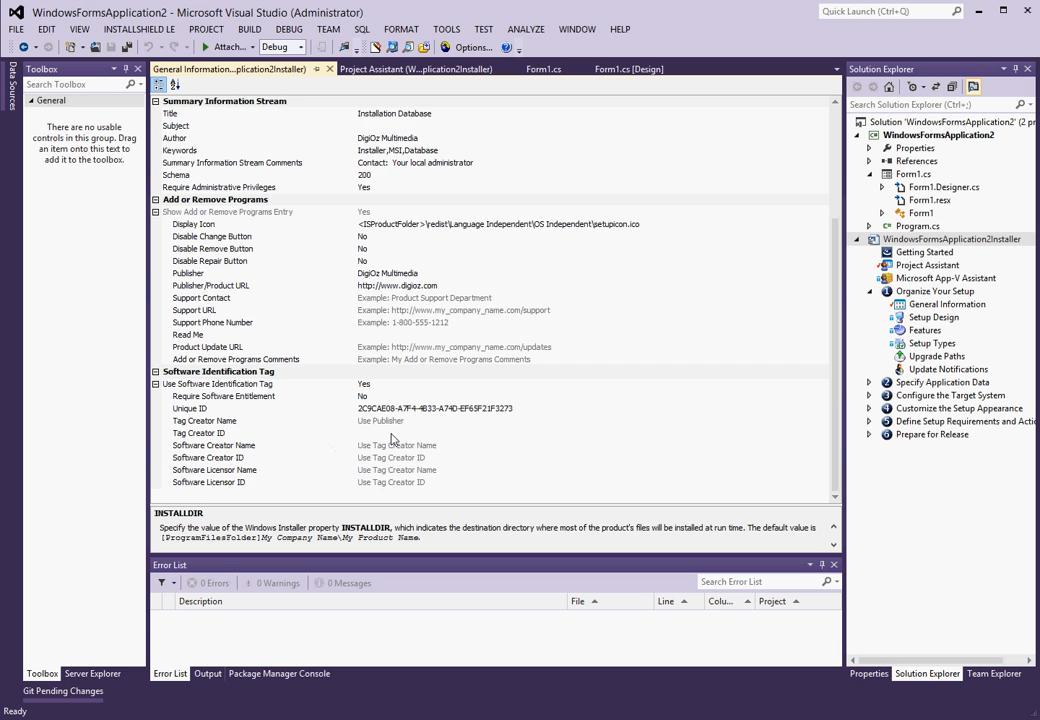 WindowsFormsApplication2 - Microsoft Visual Studio (Administrator)
Quick Launch (Ctrl+Q)
FILE EDIT VIEW INSTALLSHIELD LE PROJECT BUILD DEBUG TEAM SQL FORMAT TOOLS TEST ANALYZE WINDOW HELP
Attach... Debug Options...
Data Sources
Toolbox
Search Toolbox
General
There are no usable
controls in this group. Drag
an item onto this text to
add it to the toolbox.
General Information...plication2Installer) Project Assistant (W...plication2Installer) Form1.cs Form1.cs [Design]
Summary Information Stream
Title Installation Database
Subject
Author DigiOz Multimedia
Keywords Installer,MSI,Database
Summary Information Stream Comments Contact: Your local administrator
Schema 200
Require Administrative Privileges Yes
Add or Remove Programs
Show Add or Remove Programs Entry Yes
Display Icon <ISProductFolder>\redist\Language Independent\OS Independent\setupicon.ico
Disable Change Button No
Disable Remove Button No
Disable Repair Button No
Publisher DigiOz Multimedia
Publisher/Product URL http://www.digioz.com
Support Contact Example: Product Support Department
Support URL Example: http://www.my_company_name.com/support
Support Phone Number Example: 1-800-555-1212
Read Me
Product Update URL Example: http://www.my_company_name.com/updates
Add or Remove Programs Comments Example: My Add or Remove Programs Comments
Software Identification Tag
Use Software Identification Tag Yes
Require Software Entitlement No
Unique ID 2C9CAE08-A7F4-4B33-A74D-EF65F21F3273
Tag Creator Name Use Publisher
Tag Creator ID
Software Creator Name Use Tag Creator Name
Software Creator ID Use Tag Creator ID
Software Licensor Name Use Tag Creator Name
Software Licensor ID Use Tag Creator ID
INSTALLDIR
Specify the value of the Windows Installer property INSTALLDIR, which indicates the destination directory where most of the product's files will be installed at run time. The default value is
[ProgramFilesFolder]My Company Name\My Product Name.
Error List
0 Errors 0 Warnings 0 Messages Search Error List
Description File Line Colu... Project
Solution Explorer
Search Solution Explorer (Ctrl+;)
Solution 'WindowsFormsApplication2' (2 pr
WindowsFormsApplication2
Properties
References
Form1.cs
Form1.Designer.cs
Form1.resx
Form1
Program.cs
WindowsFormsApplication2Installer
Getting Started
Project Assistant
Microsoft App-V Assistant
1 Organize Your Setup
General Information
Setup Design
Features
Setup Types
Upgrade Paths
Update Notifications
2 Specify Application Data
3 Configure the Target System
4 Customize the Setup Appearance
5 Define Setup Requirements and Actio
6 Prepare for Release
Toolbox Server Explorer Error List Output Package Manager Console Properties Solution Explorer Team Explorer
Git Pending Changes
Ready